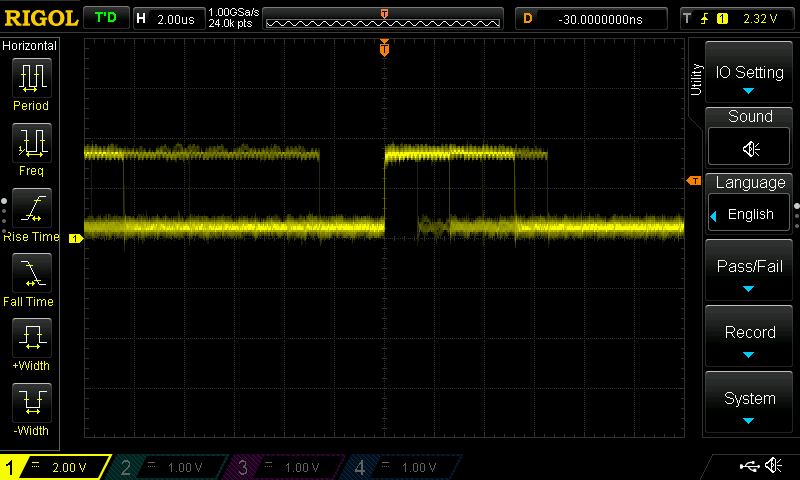 RIGOL T'D H 2.00us 1.00GSa/s 24.0k pts T D -30.0000000ns T 1 2.32 V
Horizontal
Period
Freq
Rise Time
Fall Time
+Width
-Width
T
T
1
Utility
IO Setting
Sound
Language
English
Pass/Fail
Record
System
1 2.00 V 2 1.00 V 3 1.00 V 4 1.00 V